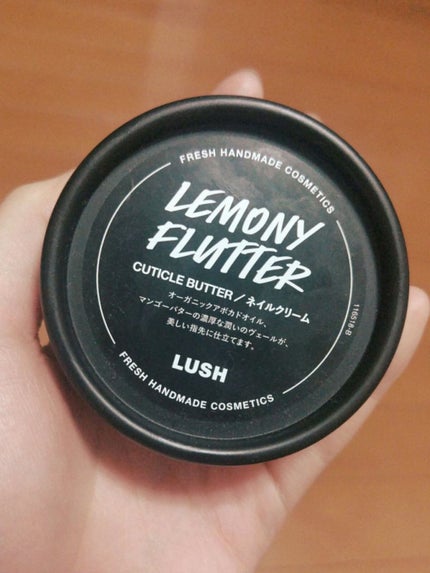 FRESH HANDMADE COSMETICS
LEMONY
FLUTTER
CUTICLE BUTTER/ネイルクリーム
オーガニックアボカドオイル、
マンゴーバターの濃厚な潤いのヴェールが、
美しい指先に仕立てます。
LUSH
FRESH HANDMADE COSMETICS
116518-B